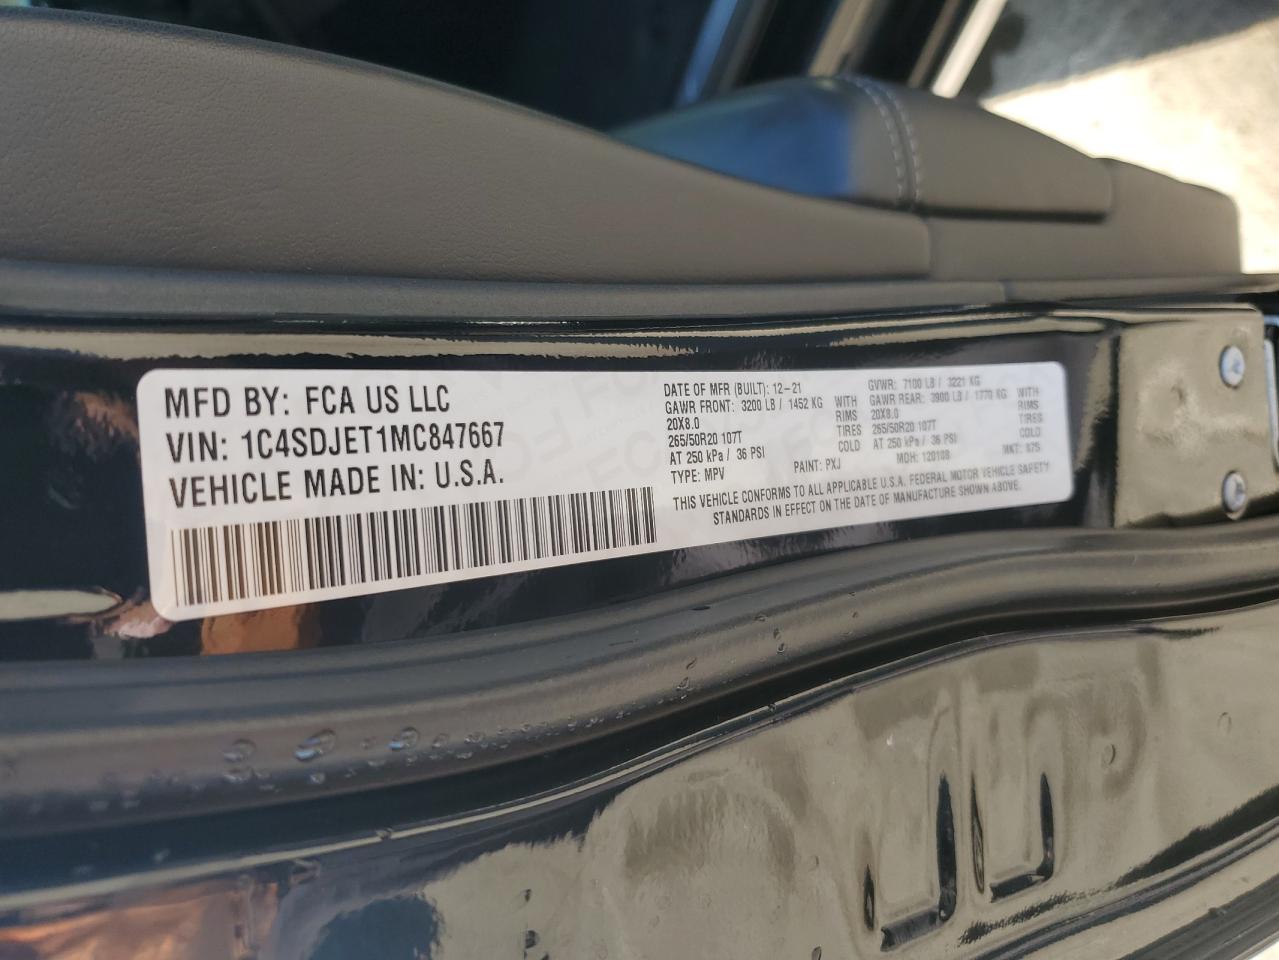 MFD BY: FCA US LLC
VIN: 1C4SDJET1MC847667
VEHICLE MADE IN: U.S.A.
DATE OF MFR (BUILT): 12-21
GAWR FRONT: 3200 LB / 1452 KG WITH
20X8.0 RIMS
265/50R20 107T TIRES
AT 250 kPa / 36 PSI COLD
TYPE: MPV
PAINT: PXJ
GVWR: 7100 LB / 3221 KG
GAWR REAR: 3900 LB / 1770 KG WITH
20X8.0 RIMS
265/50R20 107T TIRES
AT 250 kPa / 36 PSI COLD
MDH: 120108 MKT: 875
THIS VEHICLE CONFORMS TO ALL APPLICABLE U.S.A. FEDERAL MOTOR VEHICLE SAFETY
STANDARDS IN EFFECT ON THE DATE OF MANUFACTURE SHOWN ABOVE.